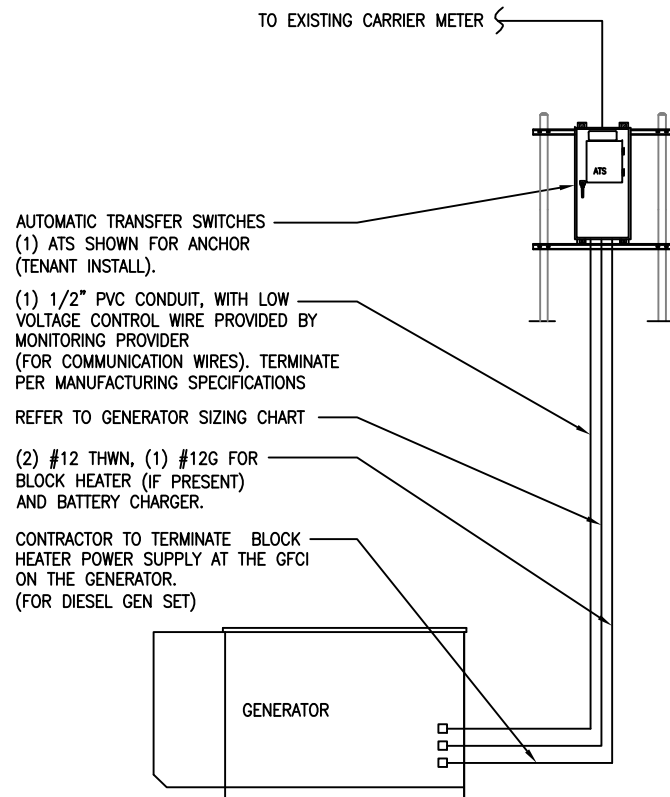 TO EXISTING CARRIER METER
ATS
AUTOMATIC TRANSFER SWITCHES
(1) ATS SHOWN FOR ANCHOR
(TENANT INSTALL).
(1) 1/2" PVC CONDUIT, WITH LOW
VOLTAGE CONTROL WIRE PROVIDED BY
MONITORING PROVIDER
(FOR COMMUNICATION WIRES). TERMINATE
PER MANUFACTURING SPECIFICATIONS
REFER TO GENERATOR SIZING CHART
(2) #12 THWN, (1) #12G FOR
BLOCK HEATER (IF PRESENT)
AND BATTERY CHARGER.
CONTRACTOR TO TERMINATE BLOCK
HEATER POWER SUPPLY AT THE GFCI
ON THE GENERATOR.
(FOR DIESEL GEN SET)
GENERATOR